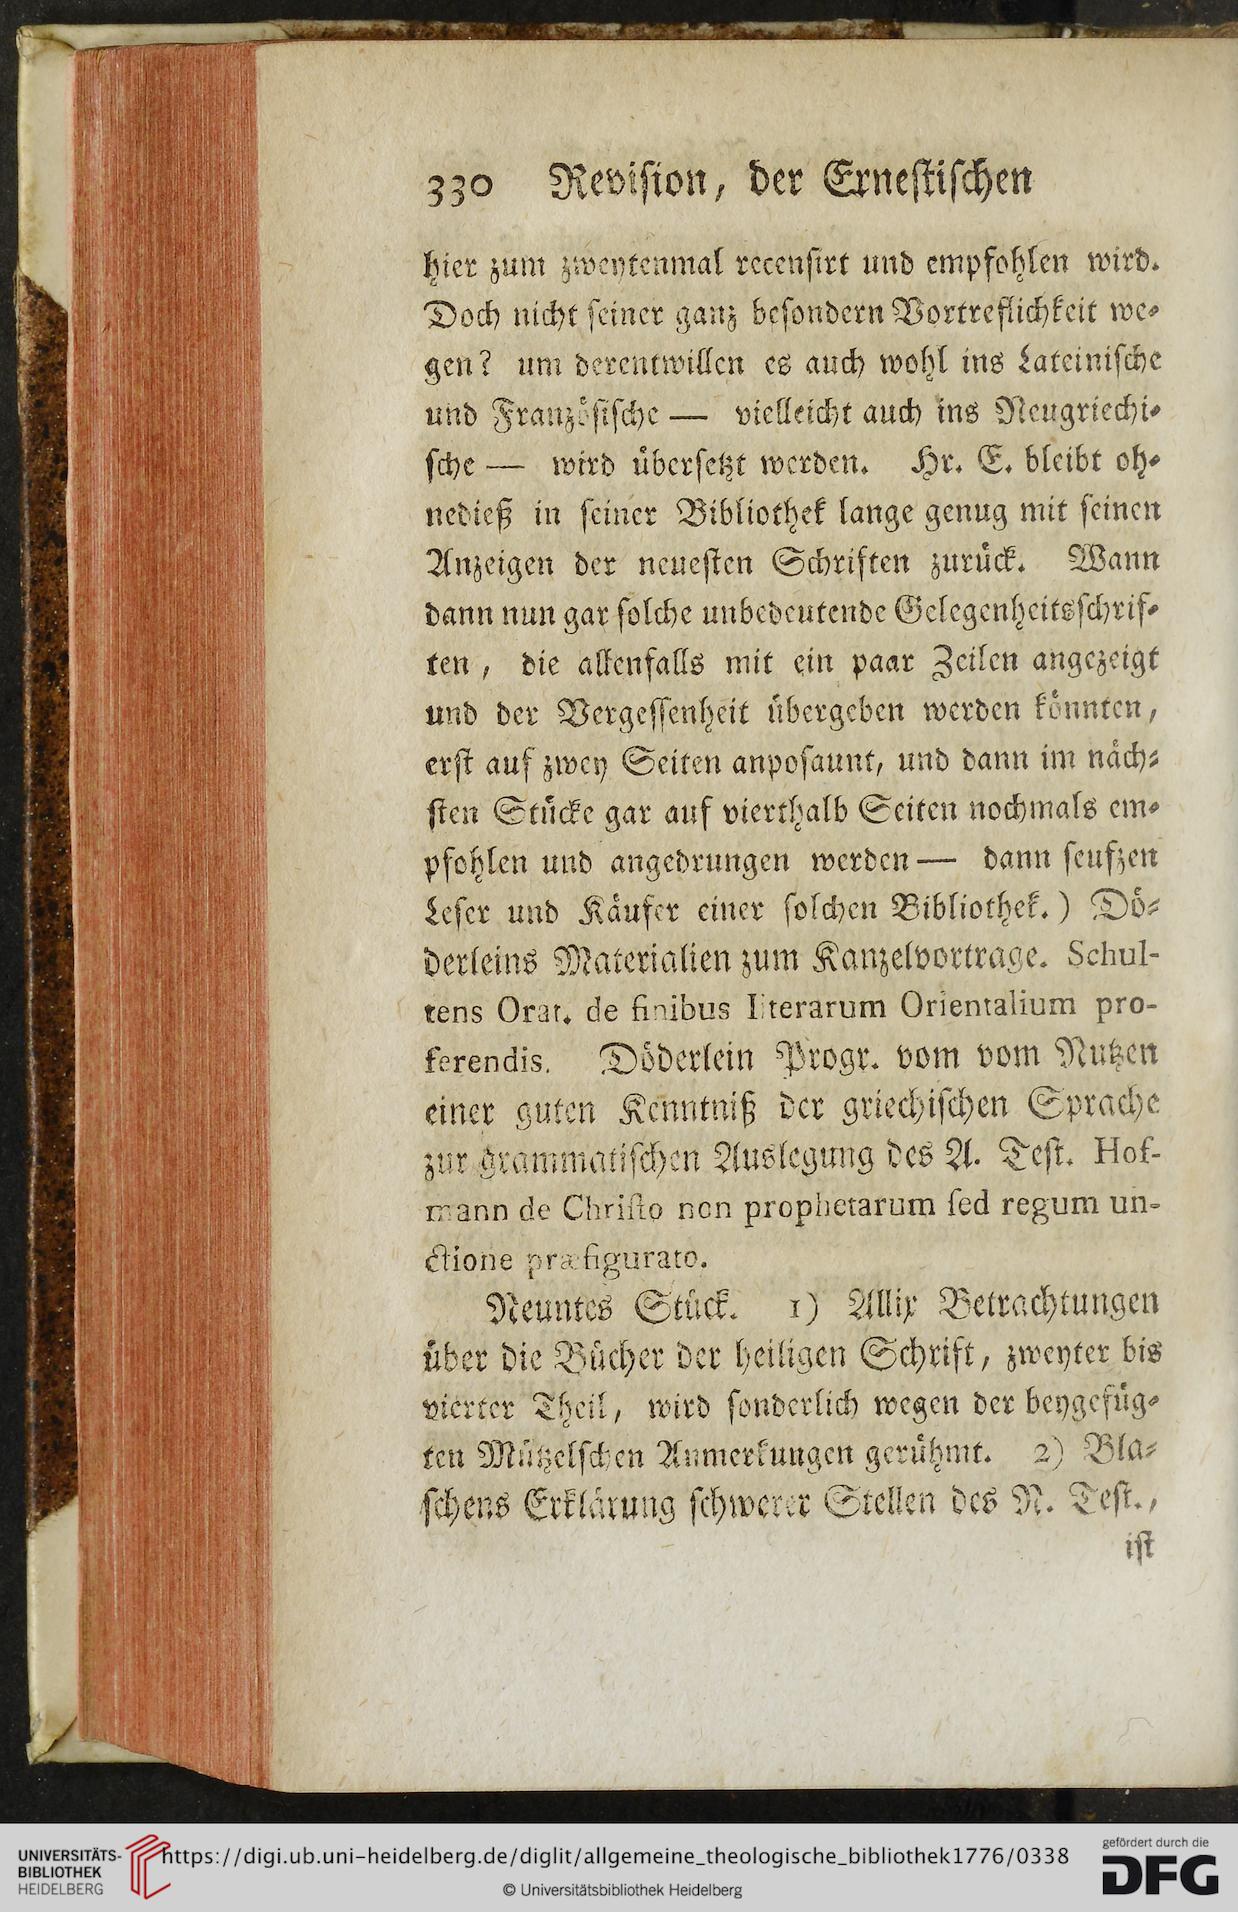 330 Reviſion, der Erneſtiſchen
hier zum zweytenmal recenſirt und empfohlen wird.
Doch nicht ſeiner ganz beſondern Vortreflichkeit we⸗
gen? um derentwillen es auch wohl ins Lateiniſche
und Franzöſiſche — vielleicht auch ins Neugriechi⸗
ſche — wird überſetzt werden. Hr. E. bleibt oh⸗
nedieß in ſeiner Bibliothek lange genug mit ſeinen
Anzeigen der neueſten Schriften zurück. Wann
dann nun gar ſolche unbedeutende Gelegenheitsſchrif⸗
ten, die allenfalls mit ein paar Zeilen angezeigt
und der Vergeſſenheit übergeben werden könnten,
erſt auf zwey Seiten anpoſaunt, und dann im näch⸗
ſten Stücke gar auf vierthalb Seiten nochmals em⸗
pfohlen und angedrungen werden — dann ſeufzen
Leſer und Käufer einer ſolchen Bibliothek.) Dö⸗
derleins Materialien zum Kanzelvortrage. Schul-
tens Orat. de finibus literarum Orientalium pro-
ferendis. Döderlein Progr. vom vom Nutzen
einer guten Kenntniß der griechiſchen Sprache
zur grammatiſchen Auslegung des A. Teſt. Hof-
mann de Chriſto non prophetarum ſed regum un-
ctione præfigurato.
Neuntes Stück. 1) Allix Betrachtungen
über die Bücher der heiligen Schrift, zweyter bis
vierter Theil, wird ſonderlich wegen der beygefüg⸗
ten Mützelſchen Anmerkungen gerühmt. 2) Bla⸗
ſchens Erklärung ſchwerer Stellen des N. Teſt.,
iſt
UNIVERSITÄTS-
BIBLIOTHEK
HEIDELBERG
https://digi.ub.uni-heidelberg.de/diglit/allgemeine_theologische_bibliothek1776/0338
© Universitätsbibliothek Heidelberg
gefördert durch die
DFG